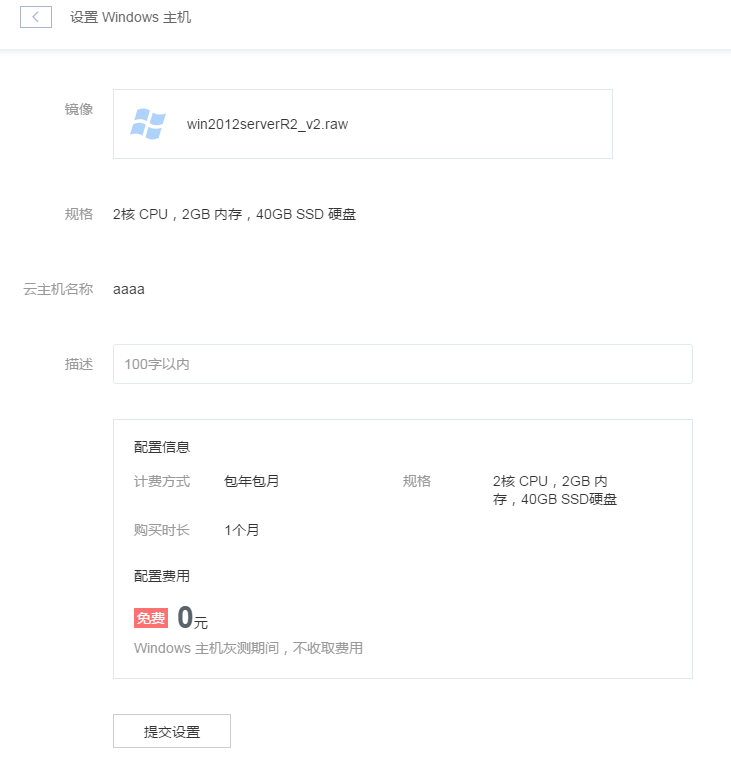 设置 Windows 主机
镜像
win2012serverR2_v2.raw
规格
2核 CPU，2GB 内存，40GB SSD 硬盘
云主机名称
aaaa
描述
100字以内
配置信息
计费方式 包年包月 规格 2核 CPU，2GB 内
存，40GB SSD硬盘
购买时长 1个月
配置费用
免费 0元
Windows 主机灰测期间，不收取费用
提交设置